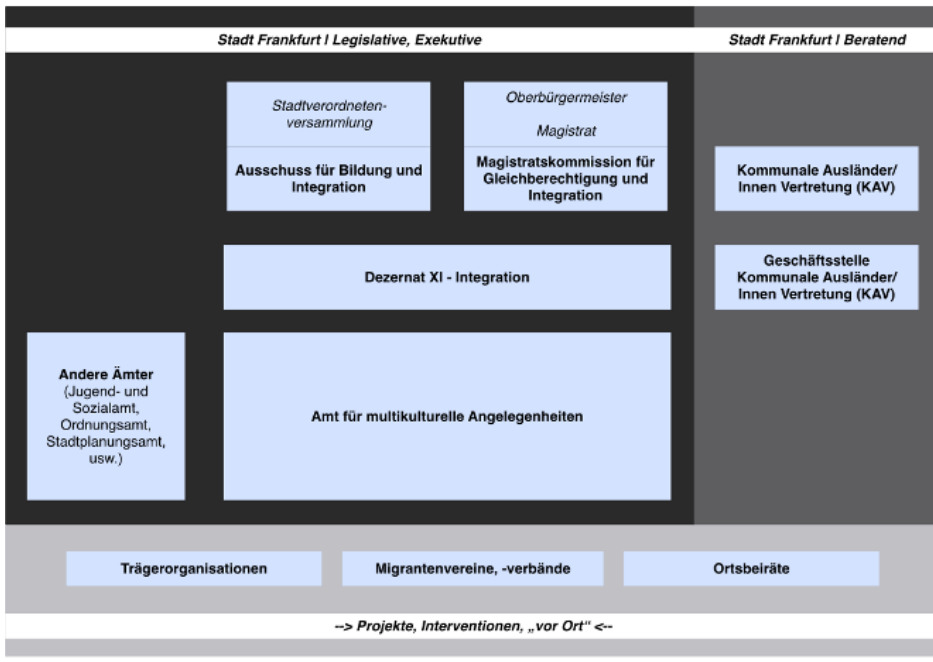 Stadt Frankfurt I Legislative, Exekutive
Stadt Frankfurt I Beratend
Stadtverordneten-
versammlung
Ausschuss für Bildung und
Integration
Oberbürgermeister
Magistrat
Magistratskommission für
Gleichberechtigung und
Integration
Kommunale Ausländer/
Innen Vertretung (KAV)
Dezernat XI - Integration
Geschäftsstelle
Kommunale Ausländer/
Innen Vertretung (KAV)
Andere Ämter
(Jugend- und
Sozialamt,
Ordnungsamt,
Stadtplanungsamt,
usw.)
Amt für multikulturelle Angelegenheiten
Trägerorganisationen
Migrantenvereine, -verbände
Ortsbeiräte
--> Projekte, Interventionen, „vor Ort“ <--